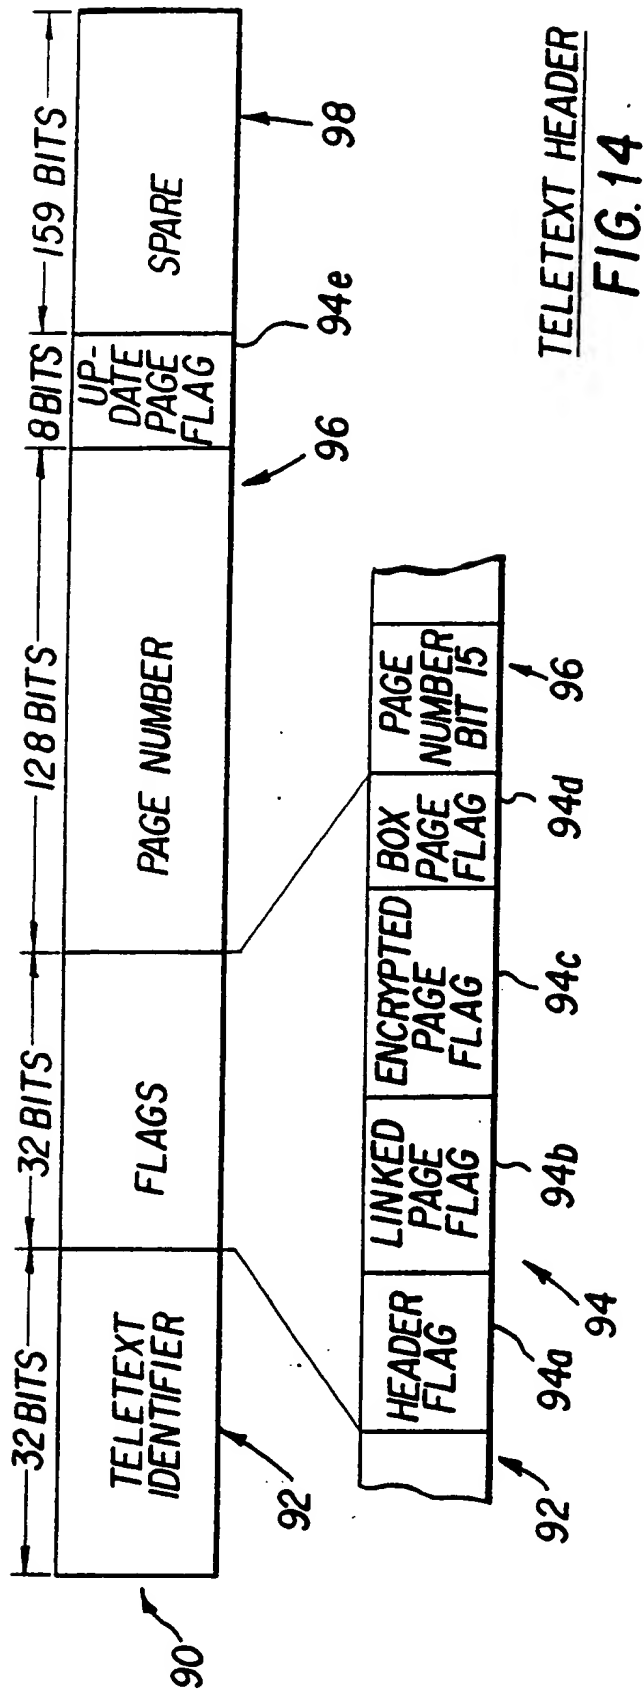 32 BITS
32 BITS
128 BITS
8 BITS
159 BITS
TELETEXT
IDENTIFIER
FLAGS
PAGE NUMBER
UP-
DATE
PAGE
FLAG
SPARE
90
92
96
94e
98
HEADER
FLAG
LINKED
PAGE
FLAG
ENCRYPTED
PAGE
FLAG
BOX
PAGE
FLAG
PAGE
NUMBER
BIT 15
92
94a
94
94b
94c
94d
96
TELETEXT HEADER
FIG. 14